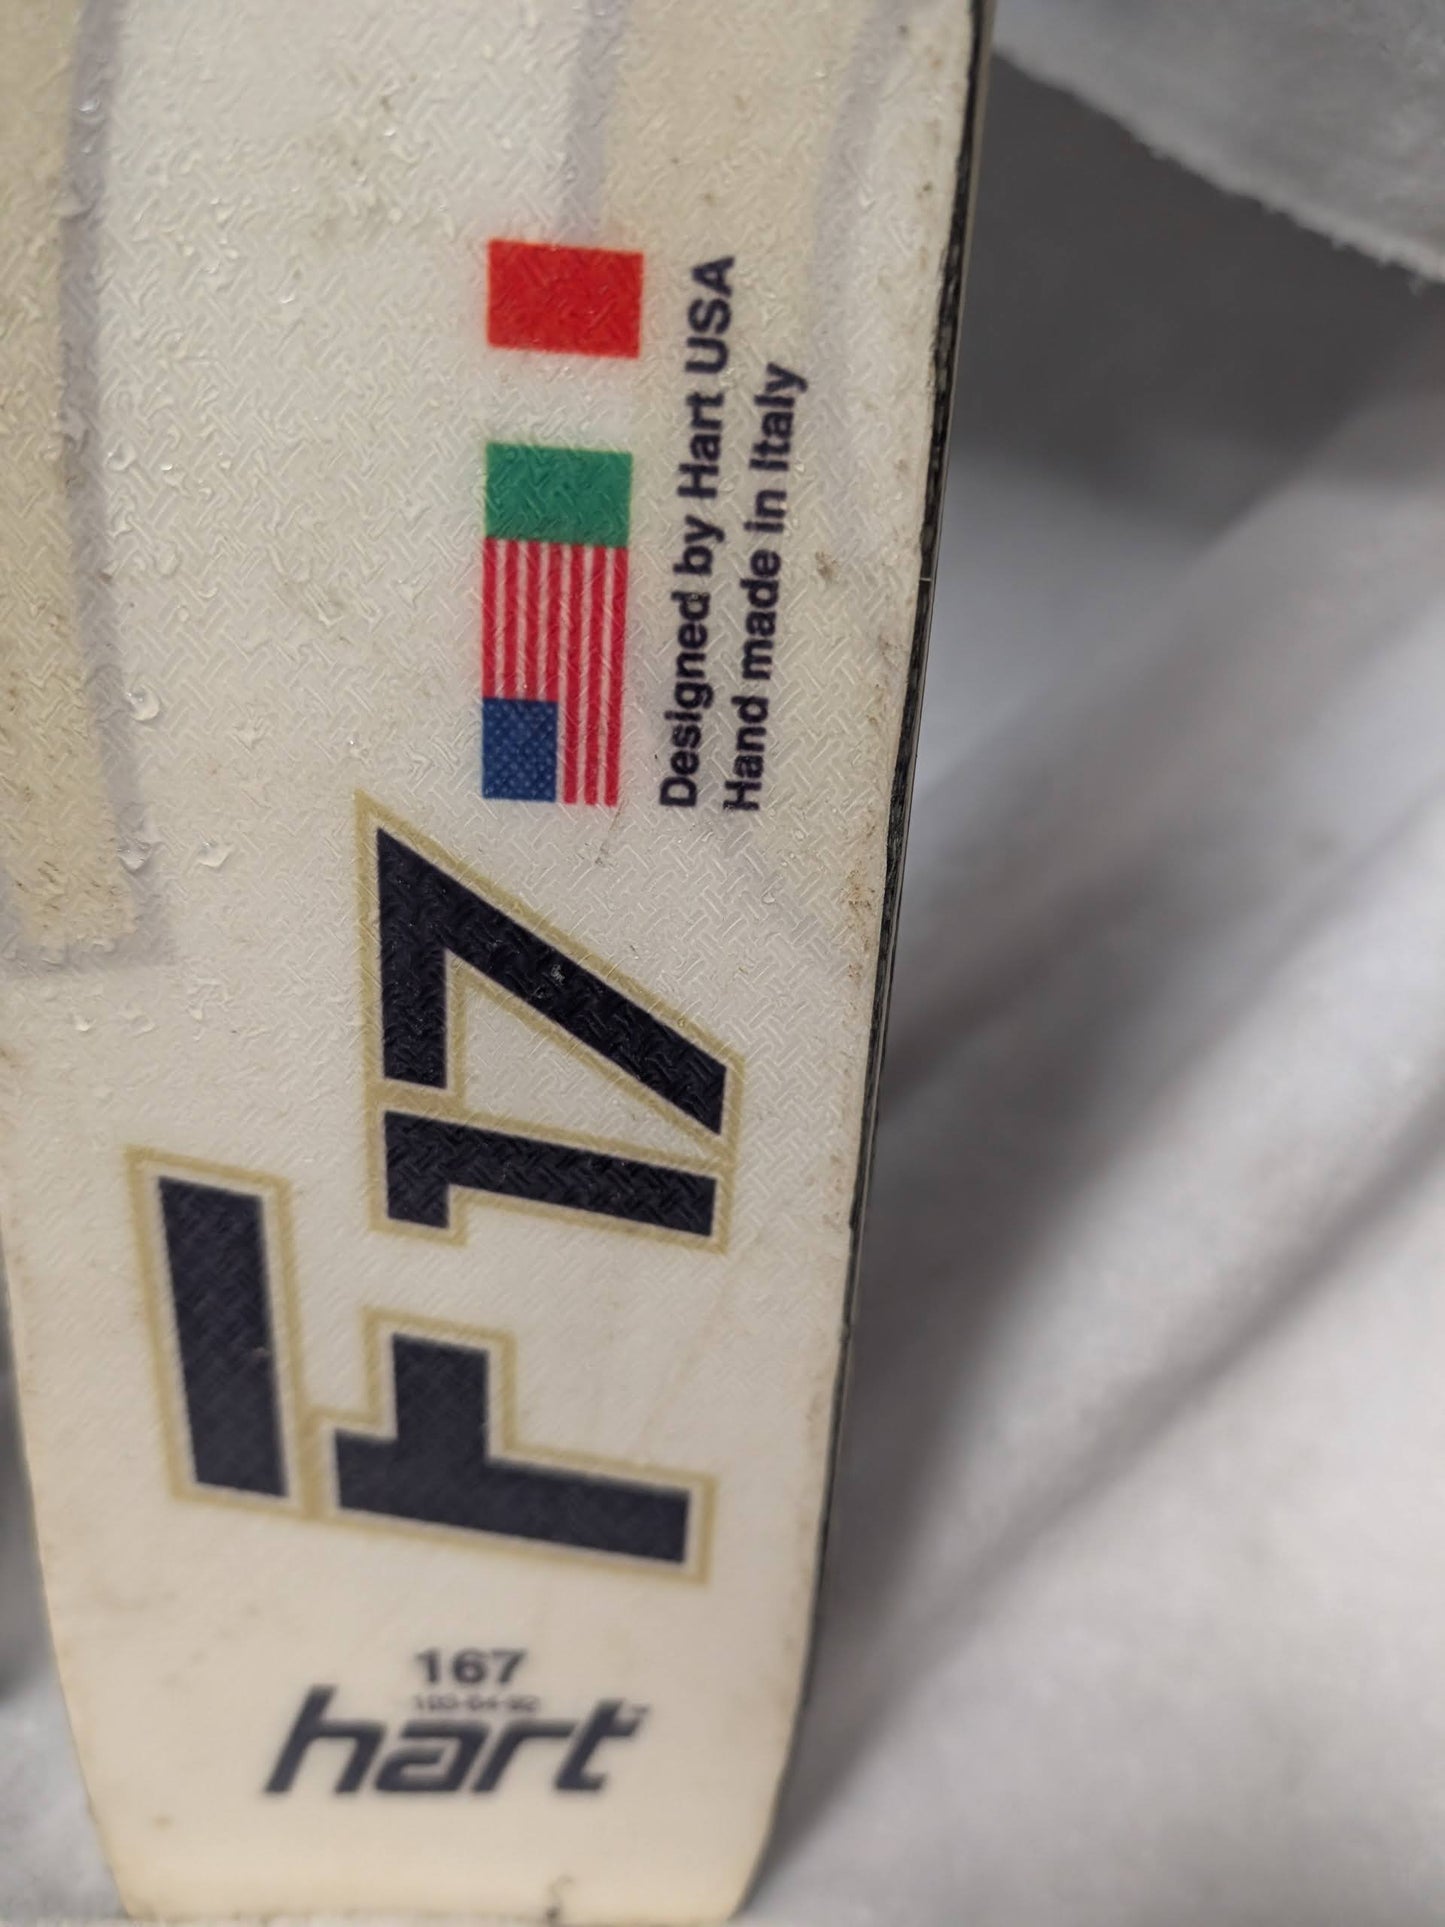 Designed by Hart USA
Hand made in Italy
F17
167
hart